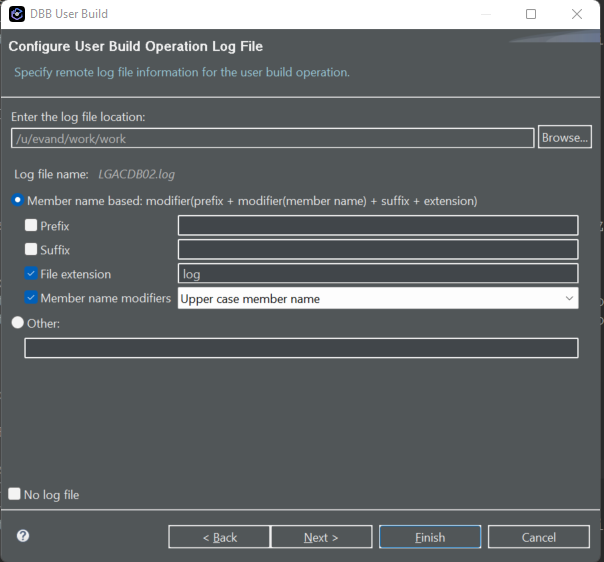 DBB User Build
Configure User Build Operation Log File
Specify remote log file information for the user build operation.
Enter the log file location:
/u/evand/work/work
Browse...
Log file name: LGACDB02.log
Member name based: modifier(prefix + modifier(member name) + suffix + extension)
Prefix
Suffix
File extension log
Member name modifiers Upper case member name
Other:
No log file
?
< Back Next > Finish Cancel